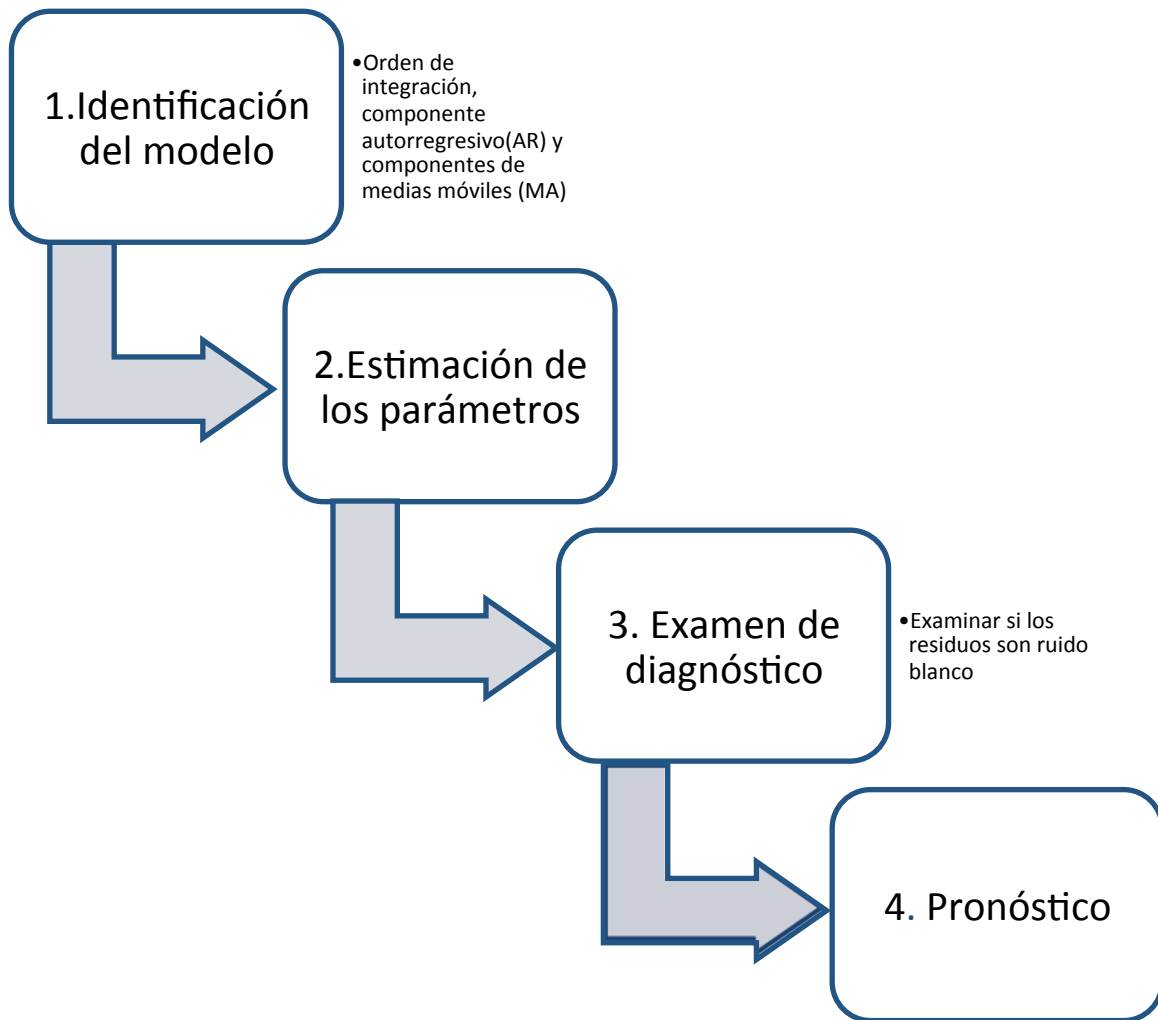 1.Identificación
del modelo
•Orden de
integración,
componente
autorregresivo(AR) y
componentes de
medias móviles (MA)
2.Estimación de
los parámetros
3. Examen de
diagnóstico
•Examinar si los
residuos son ruido
blanco
4. Pronóstico